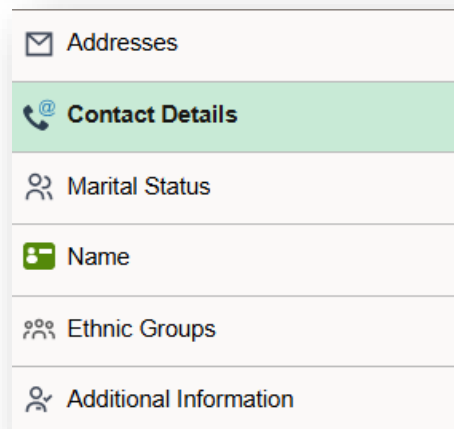 Addresses
Contact Details
Marital Status
Name
Ethnic Groups
Additional Information